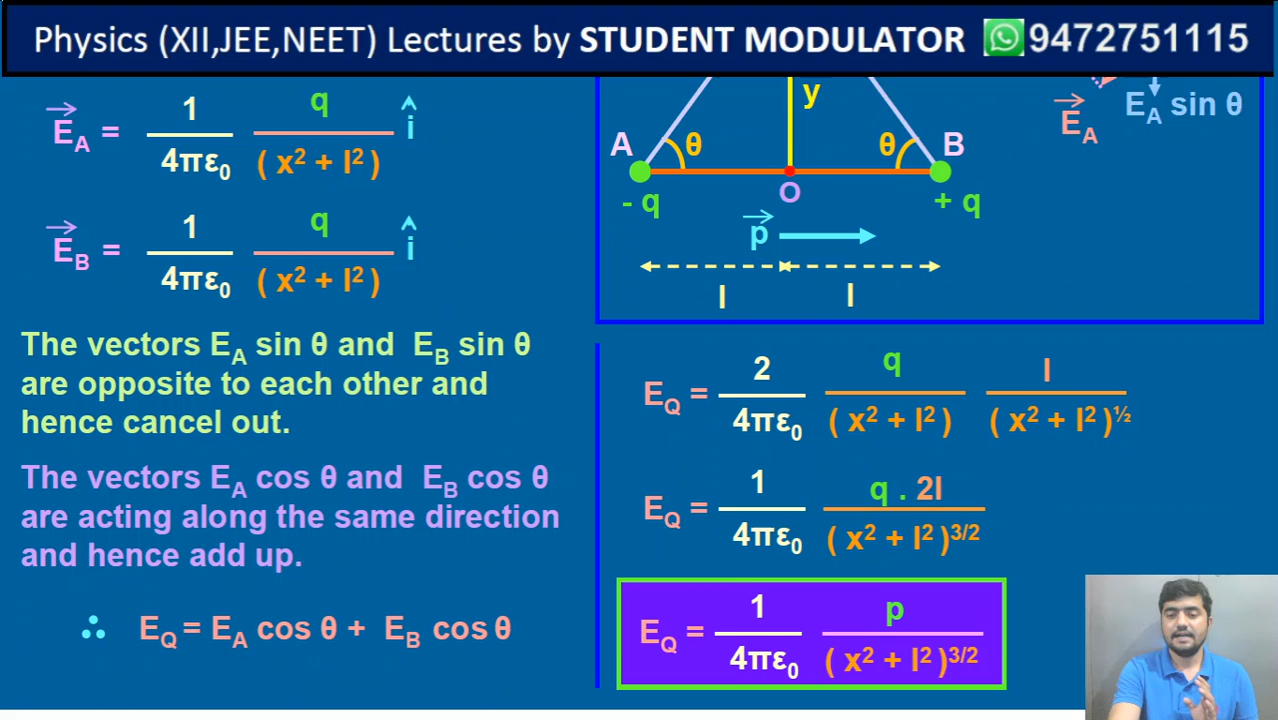 Physics (XII,JEE,NEET) Lectures by STUDENT MODULATOR 9472751115
→E_A = 1/4πε₀ q/( x² + l² ) î
→E_B = 1/4πε₀ q/( x² + l² ) î
The vectors E_A sin θ and E_B sin θ
are opposite to each other and
hence cancel out.
The vectors E_A cos θ and E_B cos θ
are acting along the same direction
and hence add up.
∴ E_Q = E_A cos θ + E_B cos θ
y
→E_A
E_A sin θ
A θ θ B
- q O + q
→p
l l
E_Q = 2/4πε₀ q/( x² + l² ) l/( x² + l² )^½
E_Q = 1/4πε₀ q . 2l/( x² + l² )^3/2
E_Q = 1/4πε₀ p/( x² + l² )^3/2